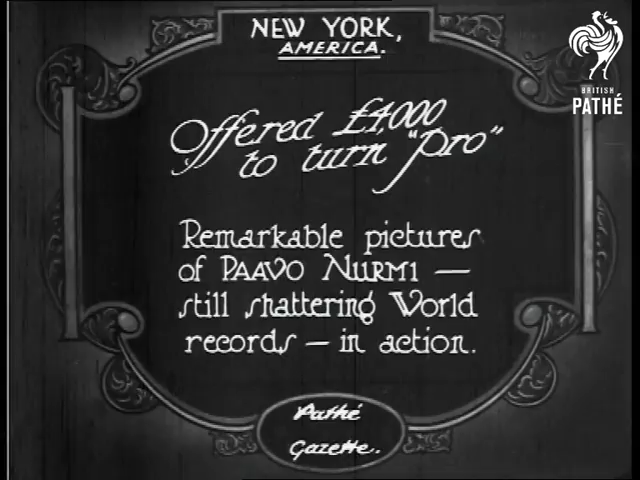 NEW YORK,
AMERICA.
BRITISH
PATHÉ
Offered £4,000
to turn "pro"
Remarkable pictures
of PAAVO NURMI —
still shattering World
records — in action.
Pathé
Gazette.